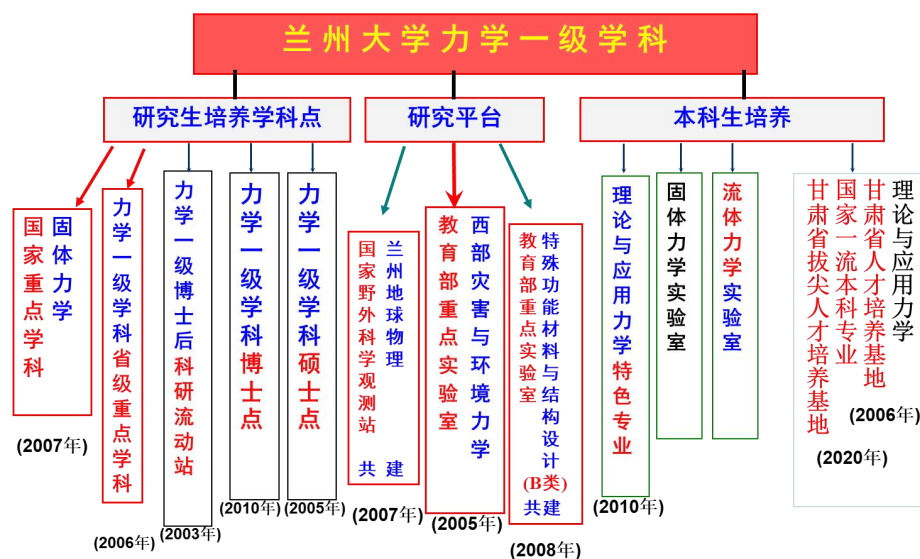 兰州大学力学一级学科
研究生培养学科点
研究平台
本科生培养
固体力学
国家重点学科
(2007年)
力学一级学科省级重点学科
(2006年)
力学一级博士后科研流动站
(2003年)
力学一级学科博士点
(2010年)
力学一级学科硕士点
(2005年)
兰州地球物理
国家野外科学观测站
共建
(2007年)
西部灾害与环境力学
教育部重点实验室
(2005年)
特殊功能材料与结构设计
教育部重点实验室
(B类)
共建
(2008年)
理论与应用力学特色专业
(2010年)
固体力学实验室
流体力学实验室
理论与应用力学
甘肃省人才培养基地
(2006年)
国家一流本科专业
(2020年)
甘肃省拔尖人才培养基地